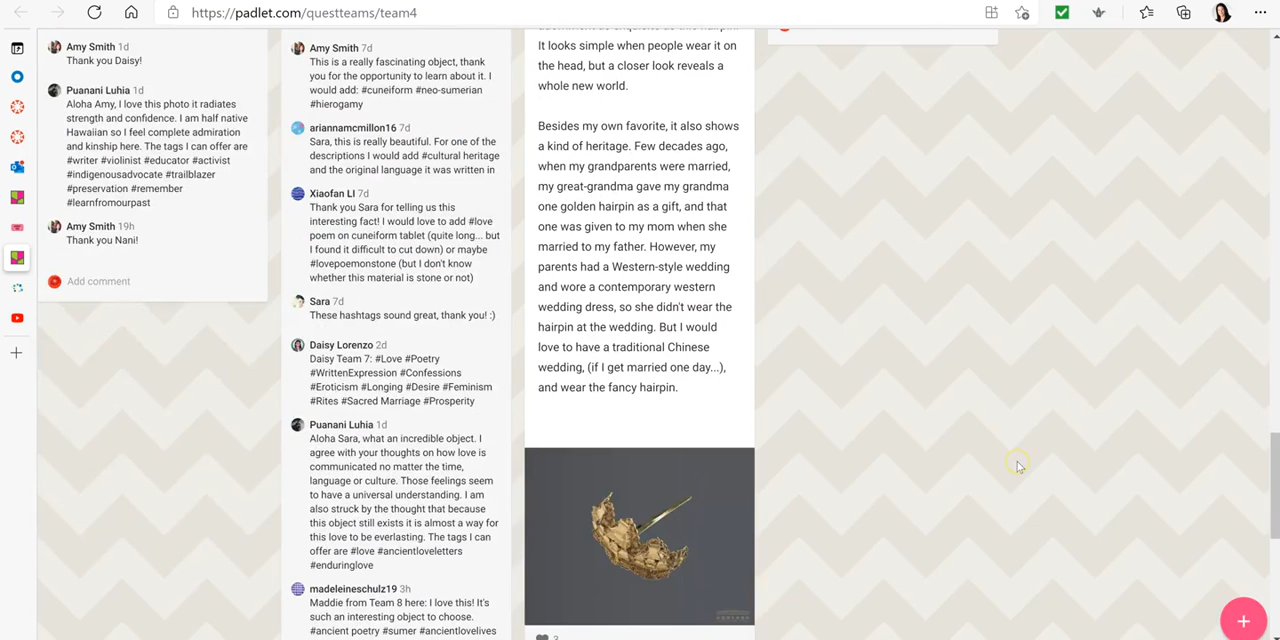 https://padlet.com/questteams/team4
Amy Smith 1d
Thank you Daisy!
Puanani Luhia 1d
Aloha Amy, I love this photo it radiates
strength and confidence. I am half native
Hawaiian so I feel complete admiration
and kinship here. The tags I can offer are
#writer #violinist #educator #activist
#indigenousadvocate #trailblazer
#preservation #remember
#learnfromourpast
Amy Smith 19h
Thank you Nani!
Add comment
Amy Smith 7d
This is a really fascinating object, thank
you for the opportunity to learn about it. I
would add: #cuneiform #neo-sumerian
#hierogamy
ariannamcmillon16 7d
Sara, this is really beautiful. For one of the
descriptions I would add #cultural heritage
and the original language it was written in
Xiaofan LI 7d
Thank you Sara for telling us this
interesting fact! I would love to add #love
poem on cuneiform tablet (quite long... but
I found it difficult to cut down) or maybe
#lovepoemonstone (but I don't know
whether this material is stone or not)
Sara 7d
These hashtags sound great, thank you! :)
Daisy Lorenzo 2d
Daisy Team 7: #Love #Poetry
#WrittenExpression #Confessions
#Eroticism #Longing #Desire #Feminism
#Rites #Sacred Marriage #Prosperity
Puanani Luhia 1d
Aloha Sara, what an incredible object. I
agree with your thoughts on how love is
communicated no matter the time,
language or culture. Those feelings seem
to have a universal understanding. I am
also struck by the thought that because
this object still exists it is almost a way for
this love to be everlasting. The tags I can
offer are #love #ancientloveletters
#enduringlove
madeleineschulz19 3h
Maddie from Team 8 here: I love this! It's
such an interesting object to choose.
#ancient poetry #sumer #ancientlovelives
It looks simple when people wear it on
the head, but a closer look reveals a
whole new world.
Besides my own favorite, it also shows
a kind of heritage. Few decades ago,
when my grandparents were married,
my great-grandma gave my grandma
one golden hairpin as a gift, and that
one was given to my mom when she
married to my father. However, my
parents had a Western-style wedding
and wore a contemporary western
wedding dress, so she didn't wear the
hairpin at the wedding. But I would
love to have a traditional Chinese
wedding, (if I get married one day...),
and wear the fancy hairpin.
3